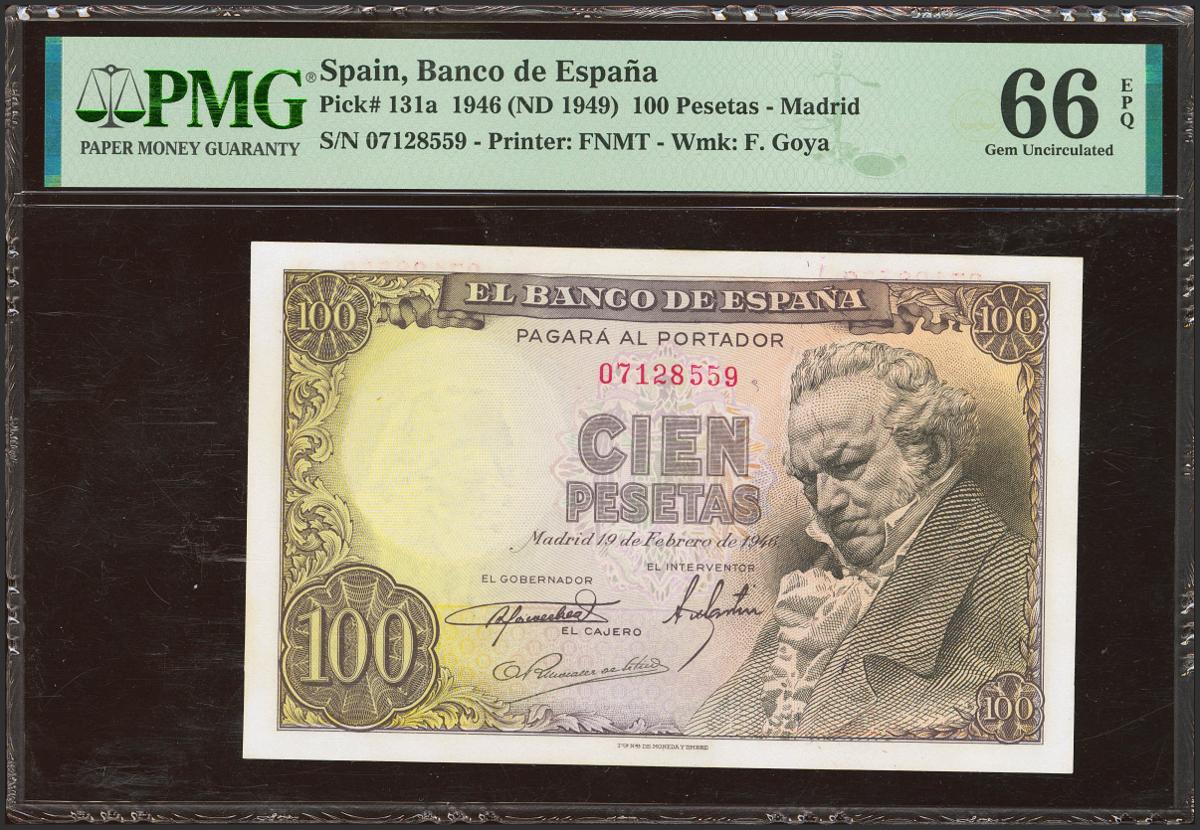 PMG®
PAPER MONEY GUARANTY
Spain, Banco de España
Pick# 131a 1946 (ND 1949) 100 Pesetas - Madrid
S/N 07128559 - Printer: FNMT - Wmk: F. Goya
66
EPQ
Gem Uncirculated
100
EL BANCO DE ESPAÑA
100
PAGARÁ AL PORTADOR
07128559
CIEN
PESETAS
Madrid 19 de Febrero de 1946
EL GOBERNADOR
EL INTERVENTOR
EL CAJERO
100
100